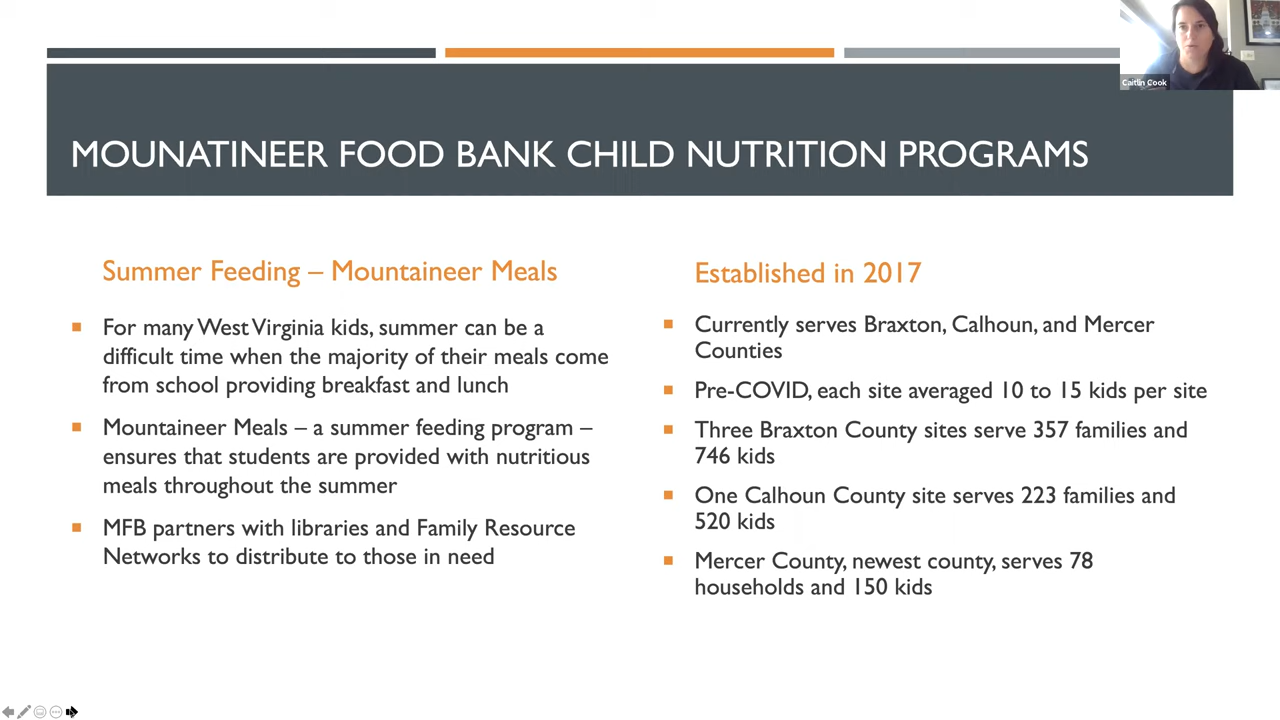 Caitlin Cook
MOUNATINEER FOOD BANK CHILD NUTRITION PROGRAMS
Summer Feeding – Mountaineer Meals
For many West Virginia kids, summer can be a
difficult time when the majority of their meals come
from school providing breakfast and lunch
Mountaineer Meals – a summer feeding program –
ensures that students are provided with nutritious
meals throughout the summer
MFB partners with libraries and Family Resource
Networks to distribute to those in need
Established in 2017
Currently serves Braxton, Calhoun, and Mercer
Counties
Pre-COVID, each site averaged 10 to 15 kids per site
Three Braxton County sites serve 357 families and
746 kids
One Calhoun County site serves 223 families and
520 kids
Mercer County, newest county, serves 78
households and 150 kids